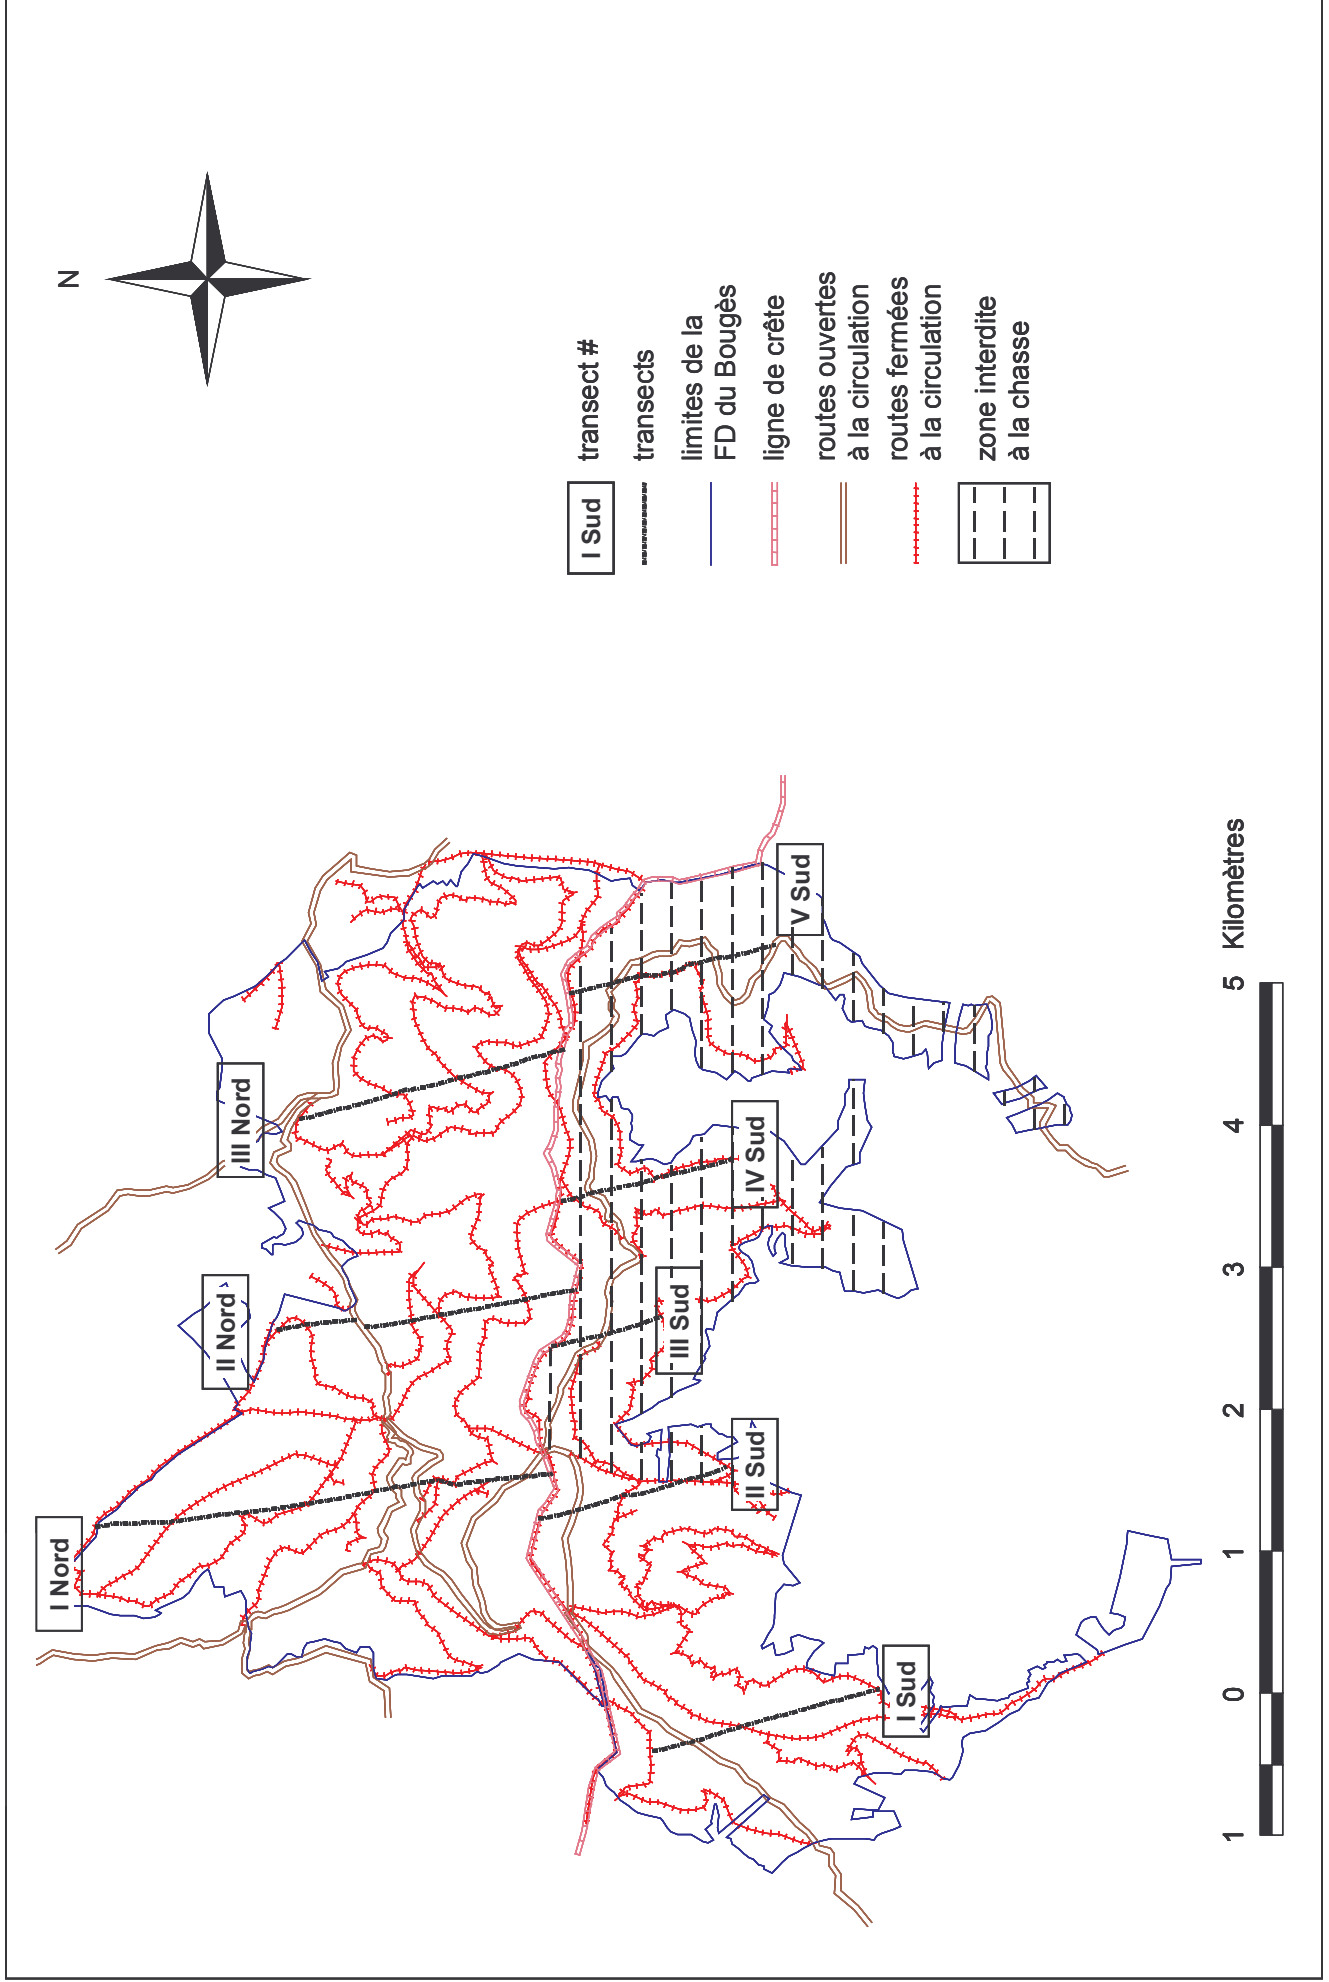 N
I Nord
II Nord
III Nord
I Sud
II Sud
III Sud
IV Sud
V Sud
I Sud
transect #
transects
limites de la
FD du Bougès
ligne de crête
routes ouvertes
à la circulation
routes fermées
à la circulation
zone interdite
à la chasse
1 0 1 2 3 4 5 Kilomètres